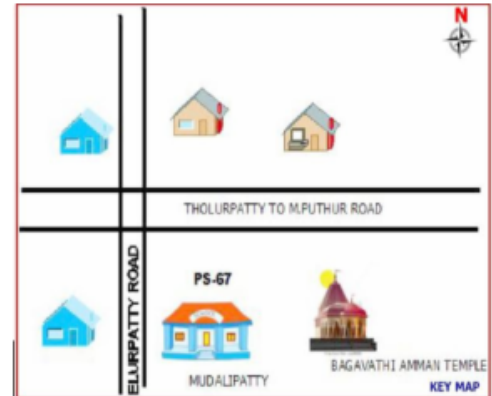 N
THOLURPATTY TO M.PUTHUR ROAD
ELURPATTY ROAD
PS-67
MUDALIPATTY
BAGAVATHI AMMAN TEMPLE
KEY MAP